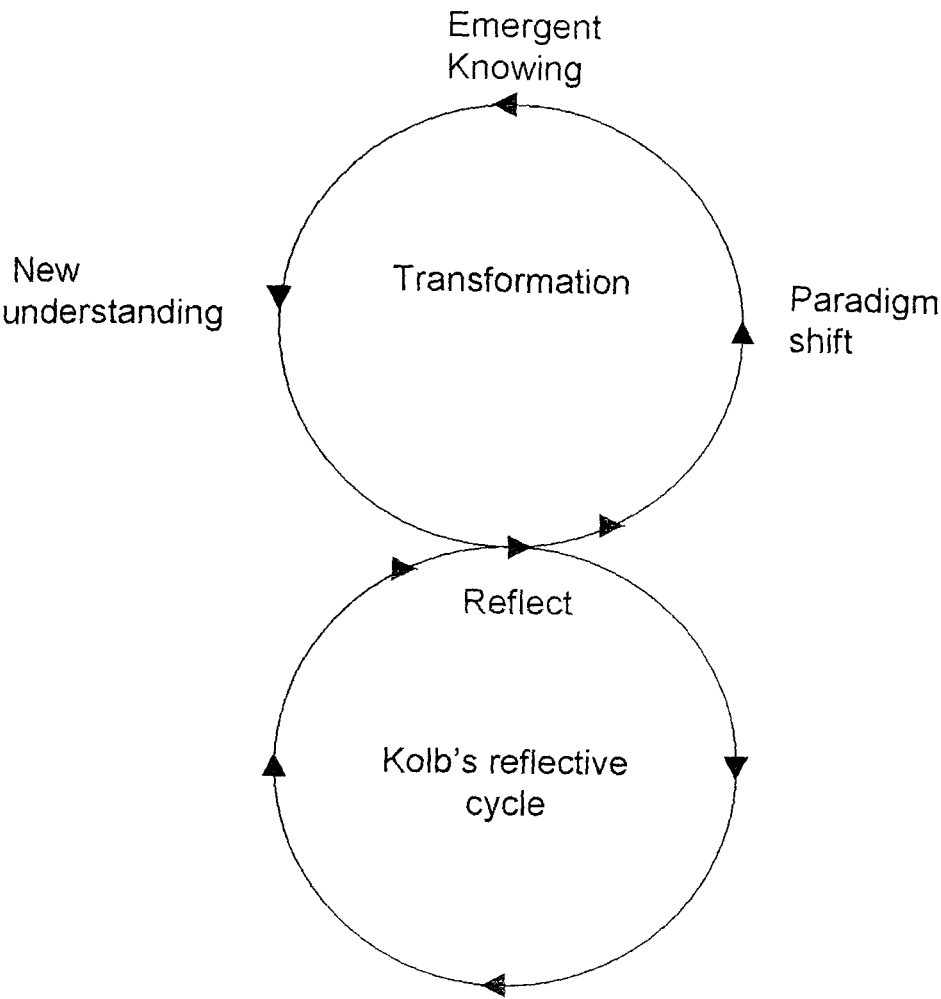 Emergent
Knowing
New
understanding
Transformation
Paradigm
shift
Reflect
Kolb's reflective
cycle